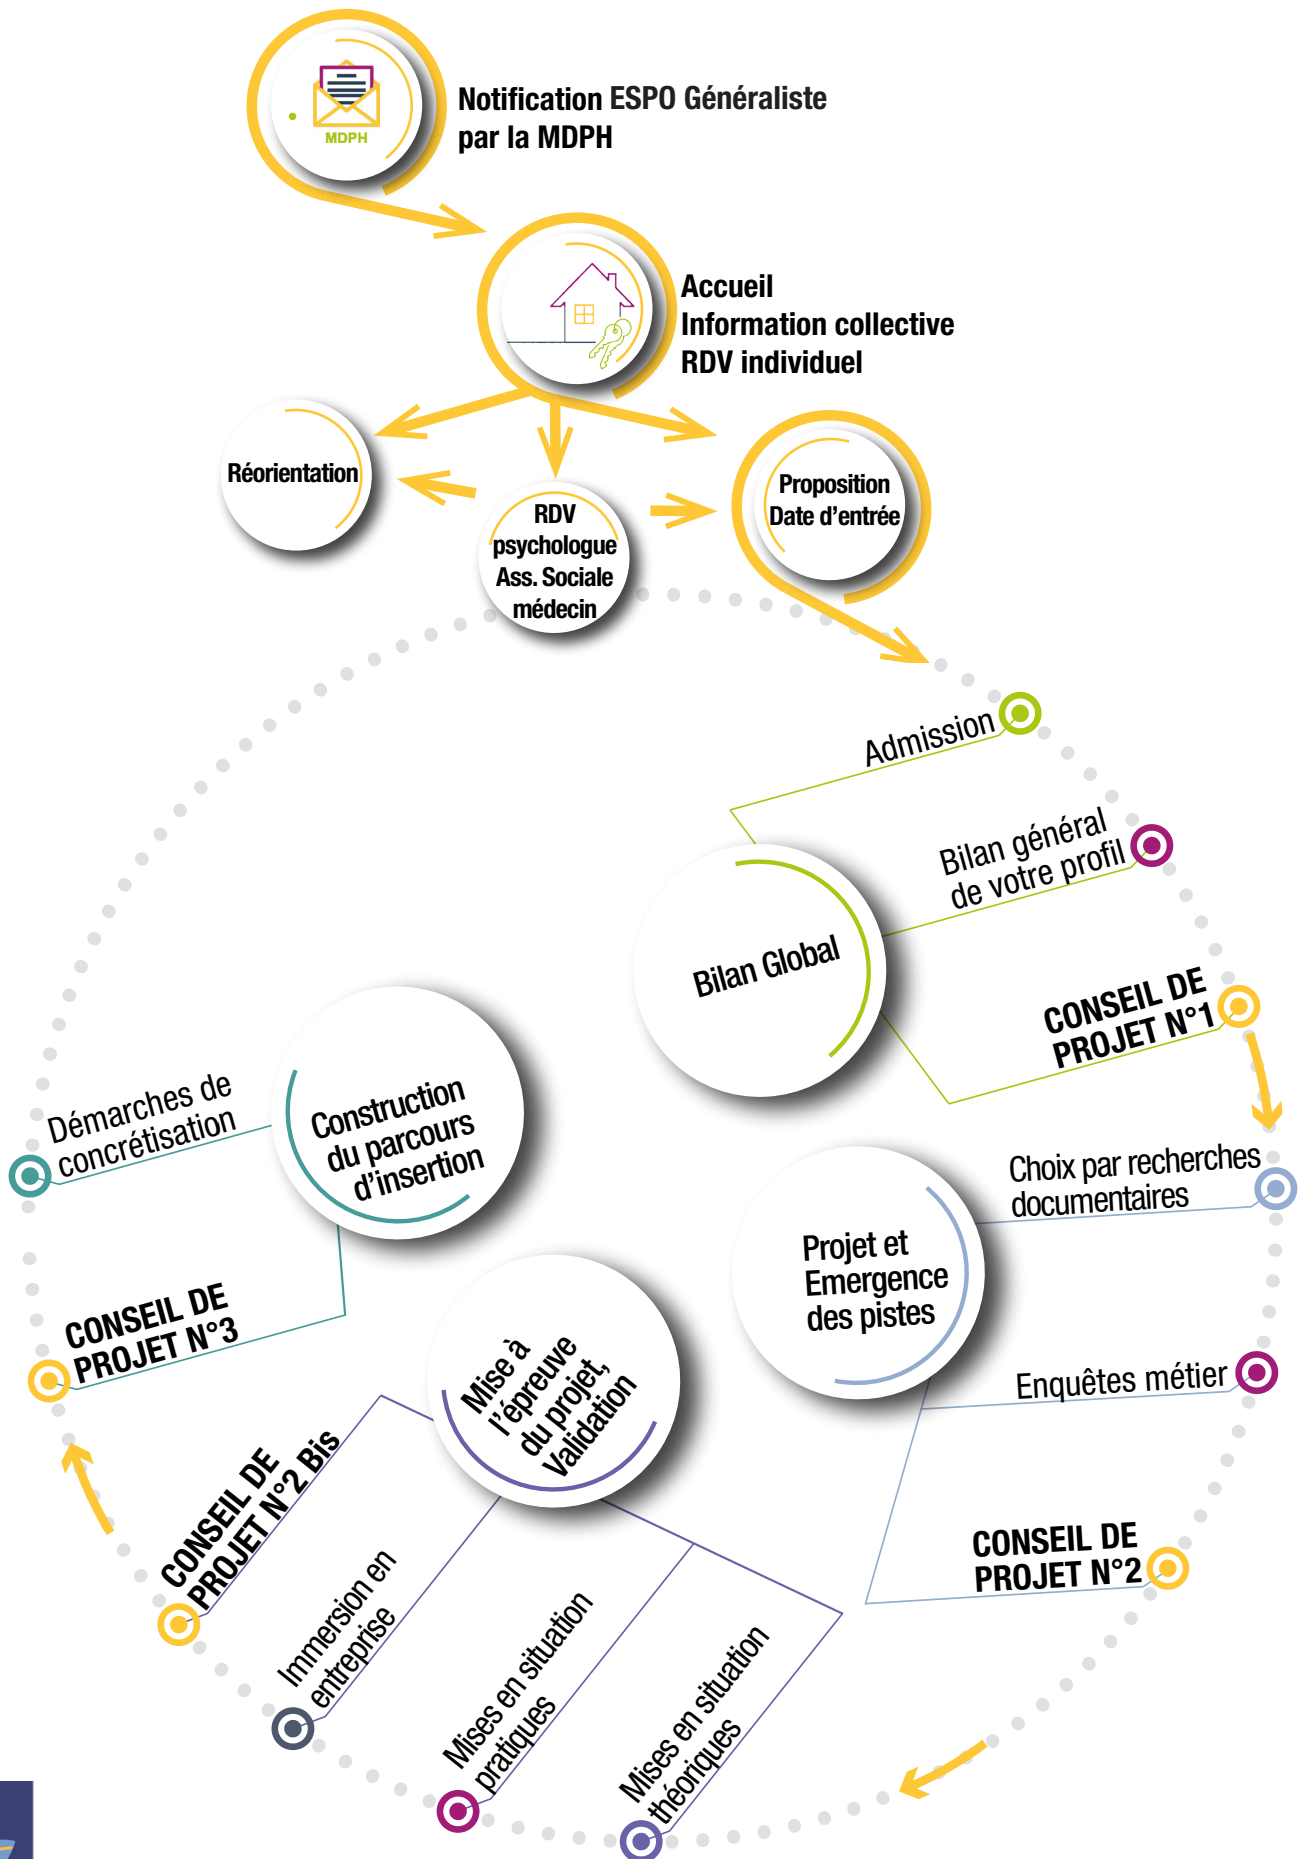 MDPH
Notification ESPO Généraliste
par la MDPH
Accueil
Information collective
RDV individuel
Réorientation
RDV
psychologue
Ass. Sociale
médecin
Proposition
Date d’entrée
Admission
Bilan général
de votre profil
Bilan Global
CONSEIL DE
PROJET N°1
Choix par recherches
documentaires
Projet et
Emergence
des pistes
Enquêtes métier
CONSEIL DE
PROJET N°2
Mises en situation
théoriques
Mises en situation
pratiques
Immersion en
entreprise
Mise à
l’épreuve
du projet,
Validation
CONSEIL DE
PROJET N°2 Bis
CONSEIL DE
PROJET N°3
Construction
du parcours
d’insertion
Démarches de
concrétisation